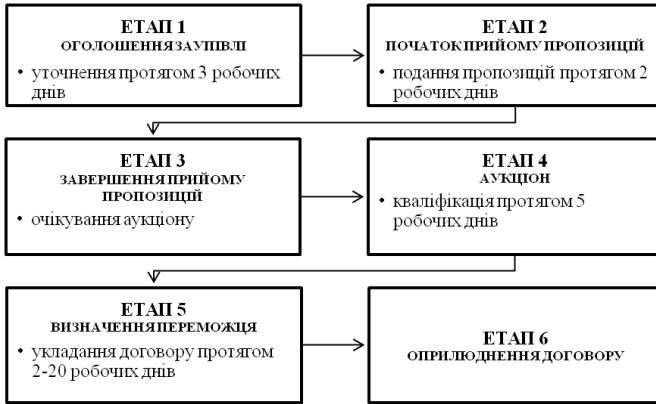 ЕТАП 1
ОГОЛОШЕННЯ ЗАУПІВЛІ
• уточнення протягом 3 робочих
днів
ЕТАП 2
ПОЧАТОК ПРИЙОМУ ПРОПОЗИЦІЙ
• подання пропозицій протягом 2
робочих днів
ЕТАП 3
ЗАВЕРШЕННЯ ПРИЙОМУ
ПРОПОЗИЦІЙ
• очікування аукціону
ЕТАП 4
АУКЦІОН
• кваліфікація протягом 5
робочих днів
ЕТАП 5
ВИЗНАЧЕННЯ ПЕРЕМОЖЦЯ
• укладання договору протягом
2-20 робочих днів
ЕТАП 6
ОПРИЛЮДНЕННЯ ДОГОВОРУ